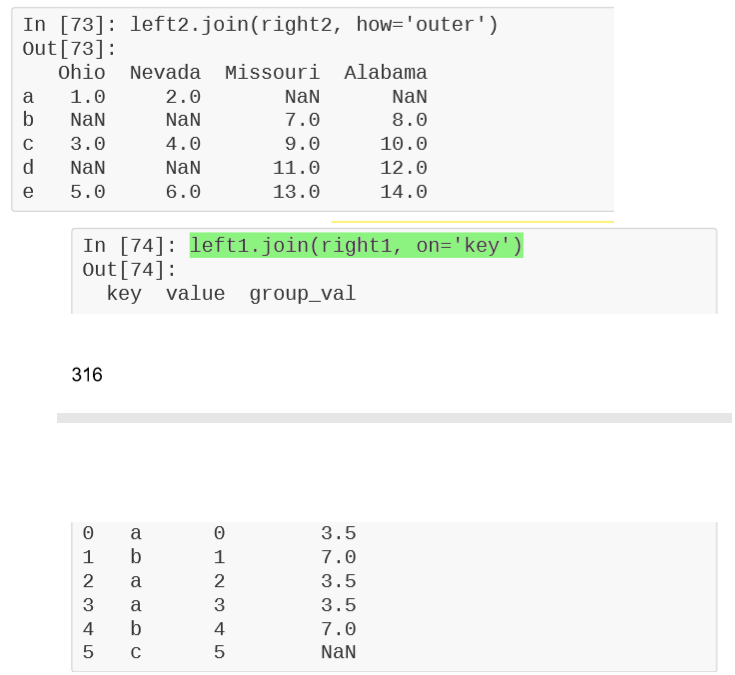 In [73]: left2.join(right2, how='outer')
Out[73]:
   Ohio  Nevada  Missouri  Alabama
a   1.0     2.0       NaN      NaN
b   NaN     NaN       7.0      8.0
c   3.0     4.0       9.0     10.0
d   NaN     NaN      11.0     12.0
e   5.0     6.0      13.0     14.0
In [74]: left1.join(right1, on='key')
Out[74]:
  key  value  group_val
316
0   a      0        3.5
1   b      1        7.0
2   a      2        3.5
3   a      3        3.5
4   b      4        7.0
5   c      5        NaN